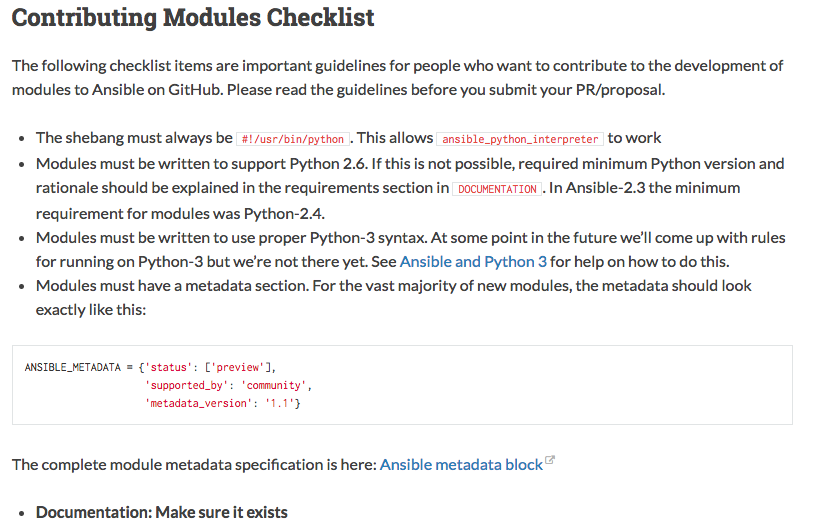 Contributing Modules Checklist
The following checklist items are important guidelines for people who want to contribute to the development of
modules to Ansible on GitHub. Please read the guidelines before you submit your PR/proposal.
• The shebang must always be #!/usr/bin/python . This allows ansible_python_interpreter to work
• Modules must be written to support Python 2.6. If this is not possible, required minimum Python version and
rationale should be explained in the requirements section in DOCUMENTATION . In Ansible-2.3 the minimum
requirement for modules was Python-2.4.
• Modules must be written to use proper Python-3 syntax. At some point in the future we'll come up with rules
for running on Python-3 but we're not there yet. See Ansible and Python 3 for help on how to do this.
• Modules must have a metadata section. For the vast majority of new modules, the metadata should look
exactly like this:
ANSIBLE_METADATA = {'status': ['preview'],
'supported_by': 'community',
'metadata_version': '1.1'}
The complete module metadata specification is here: Ansible metadata block
• Documentation: Make sure it exists